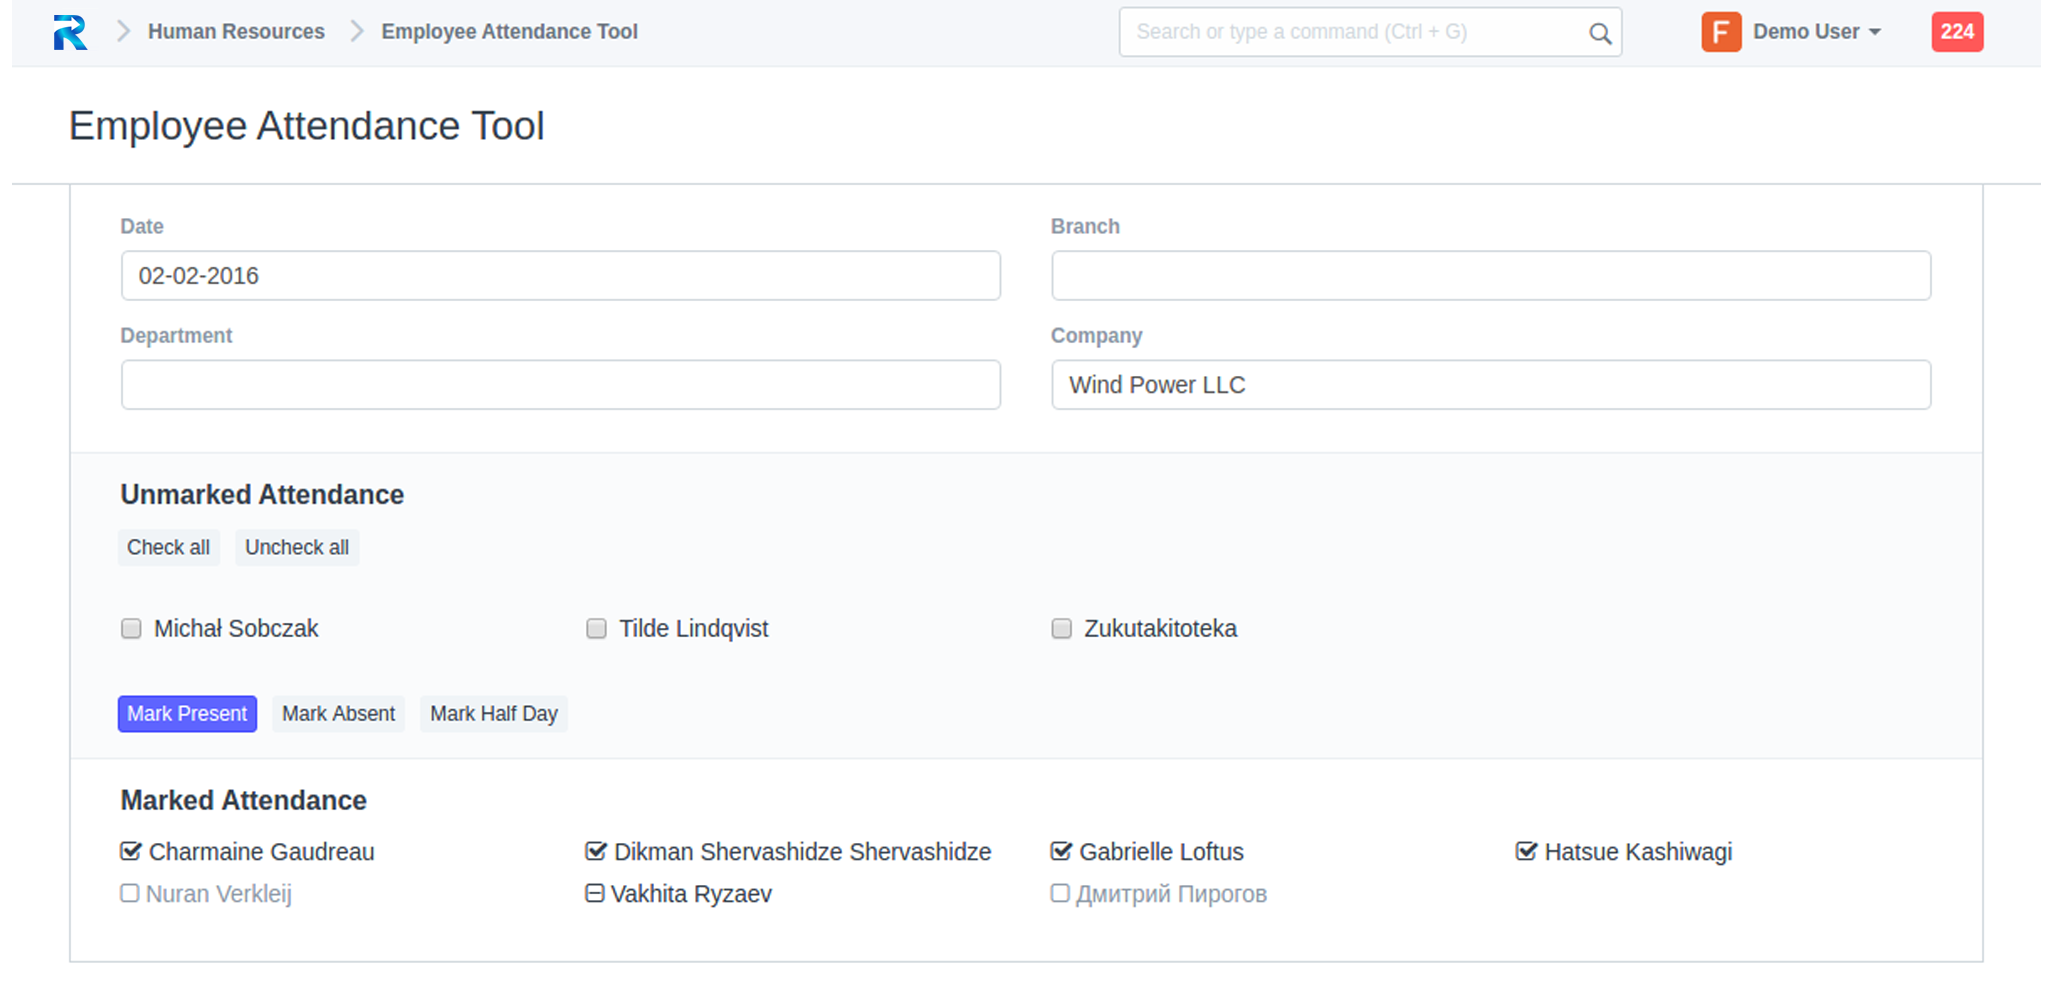 Human Resources Employee Attendance Tool Search or type a command (Ctrl + G) F Demo User 224
Employee Attendance Tool
Date Branch
02-02-2016
Department Company
Wind Power LLC
Unmarked Attendance
Check all Uncheck all
Michał Sobczak Tilde Lindqvist Zukutakitoteka
Mark Present Mark Absent Mark Half Day
Marked Attendance
Charmaine Gaudreau Dikman Shervashidze Shervashidze Gabrielle Loftus Hatsue Kashiwagi
Nuran Verkleij Vakhita Ryzaev Дмитрий Пирогов